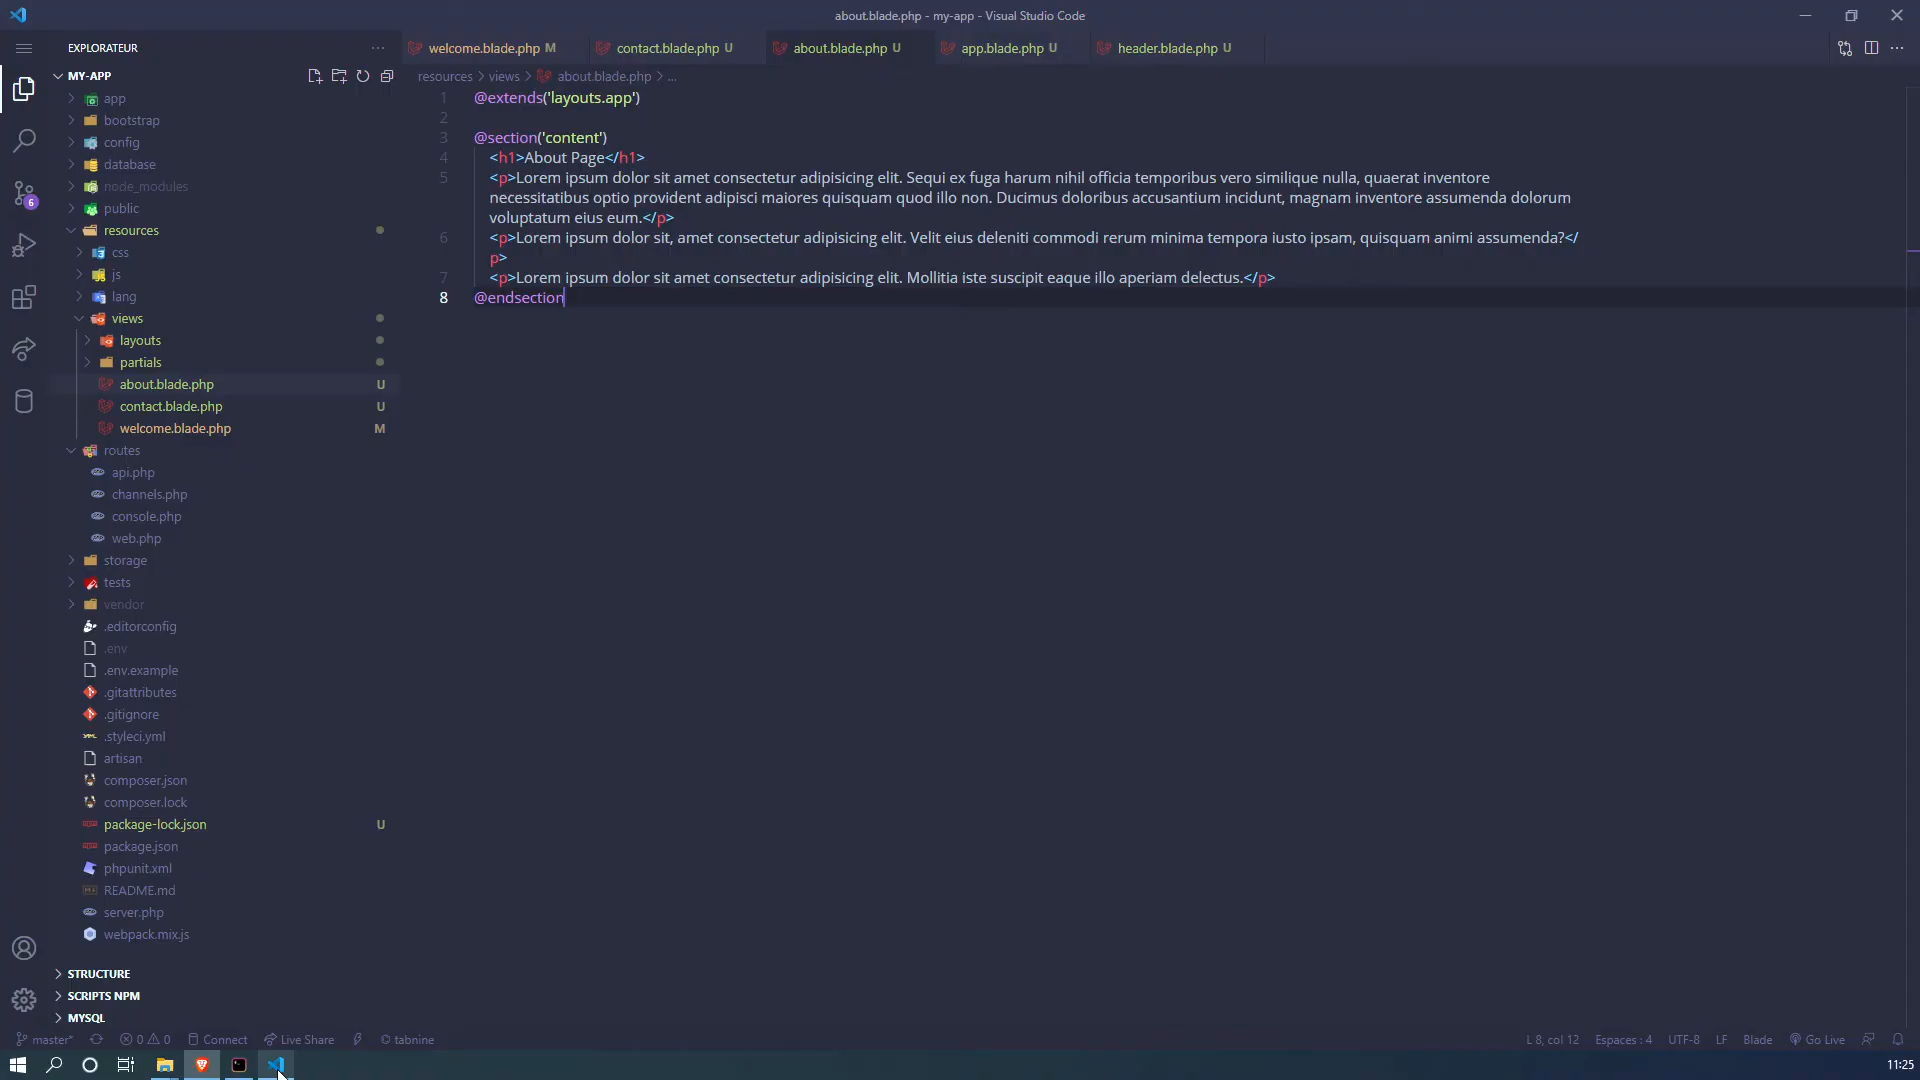 about.blade.php - my-app - Visual Studio Code
EXPLORATEUR
welcome.blade.php M
contact.blade.php U
about.blade.php U
app.blade.php U
header.blade.php U
MY-APP
resources > views > about.blade.php > ...
app
bootstrap
config
database
node_modules
public
resources
css
js
lang
views
layouts
partials
about.blade.php U
contact.blade.php U
welcome.blade.php M
routes
api.php
channels.php
console.php
web.php
storage
tests
vendor
.editorconfig
.env
.env.example
.gitattributes
.gitignore
.styleci.yml
artisan
composer.json
composer.lock
package-lock.json U
package.json
phpunit.xml
README.md
server.php
webpack.mix.js
STRUCTURE
SCRIPTS NPM
MYSQL
6
1 @extends('layouts.app')
2
3 @section('content')
4 <h1>About Page</h1>
5 <p>Lorem ipsum dolor sit amet consectetur adipisicing elit. Sequi ex fuga harum nihil officia temporibus vero similique nulla, quaerat inventore
necessitatibus optio provident adipisci maiores quisquam quod illo non. Ducimus doloribus accusantium incidunt, magnam inventore assumenda dolorum
voluptatum eius eum.</p>
6 <p>Lorem ipsum dolor sit, amet consectetur adipisicing elit. Velit eius deleniti commodi rerum minima tempora iusto ipsam, quisquam animi assumenda?</
p>
7 <p>Lorem ipsum dolor sit amet consectetur adipisicing elit. Mollitia iste suscipit eaque illo aperiam delectus.</p>
8 @endsection
master* 0 0 Connect Live Share tabnine
L 8, col 12 Espaces : 4 UTF-8 LF Blade Go Live
11:25